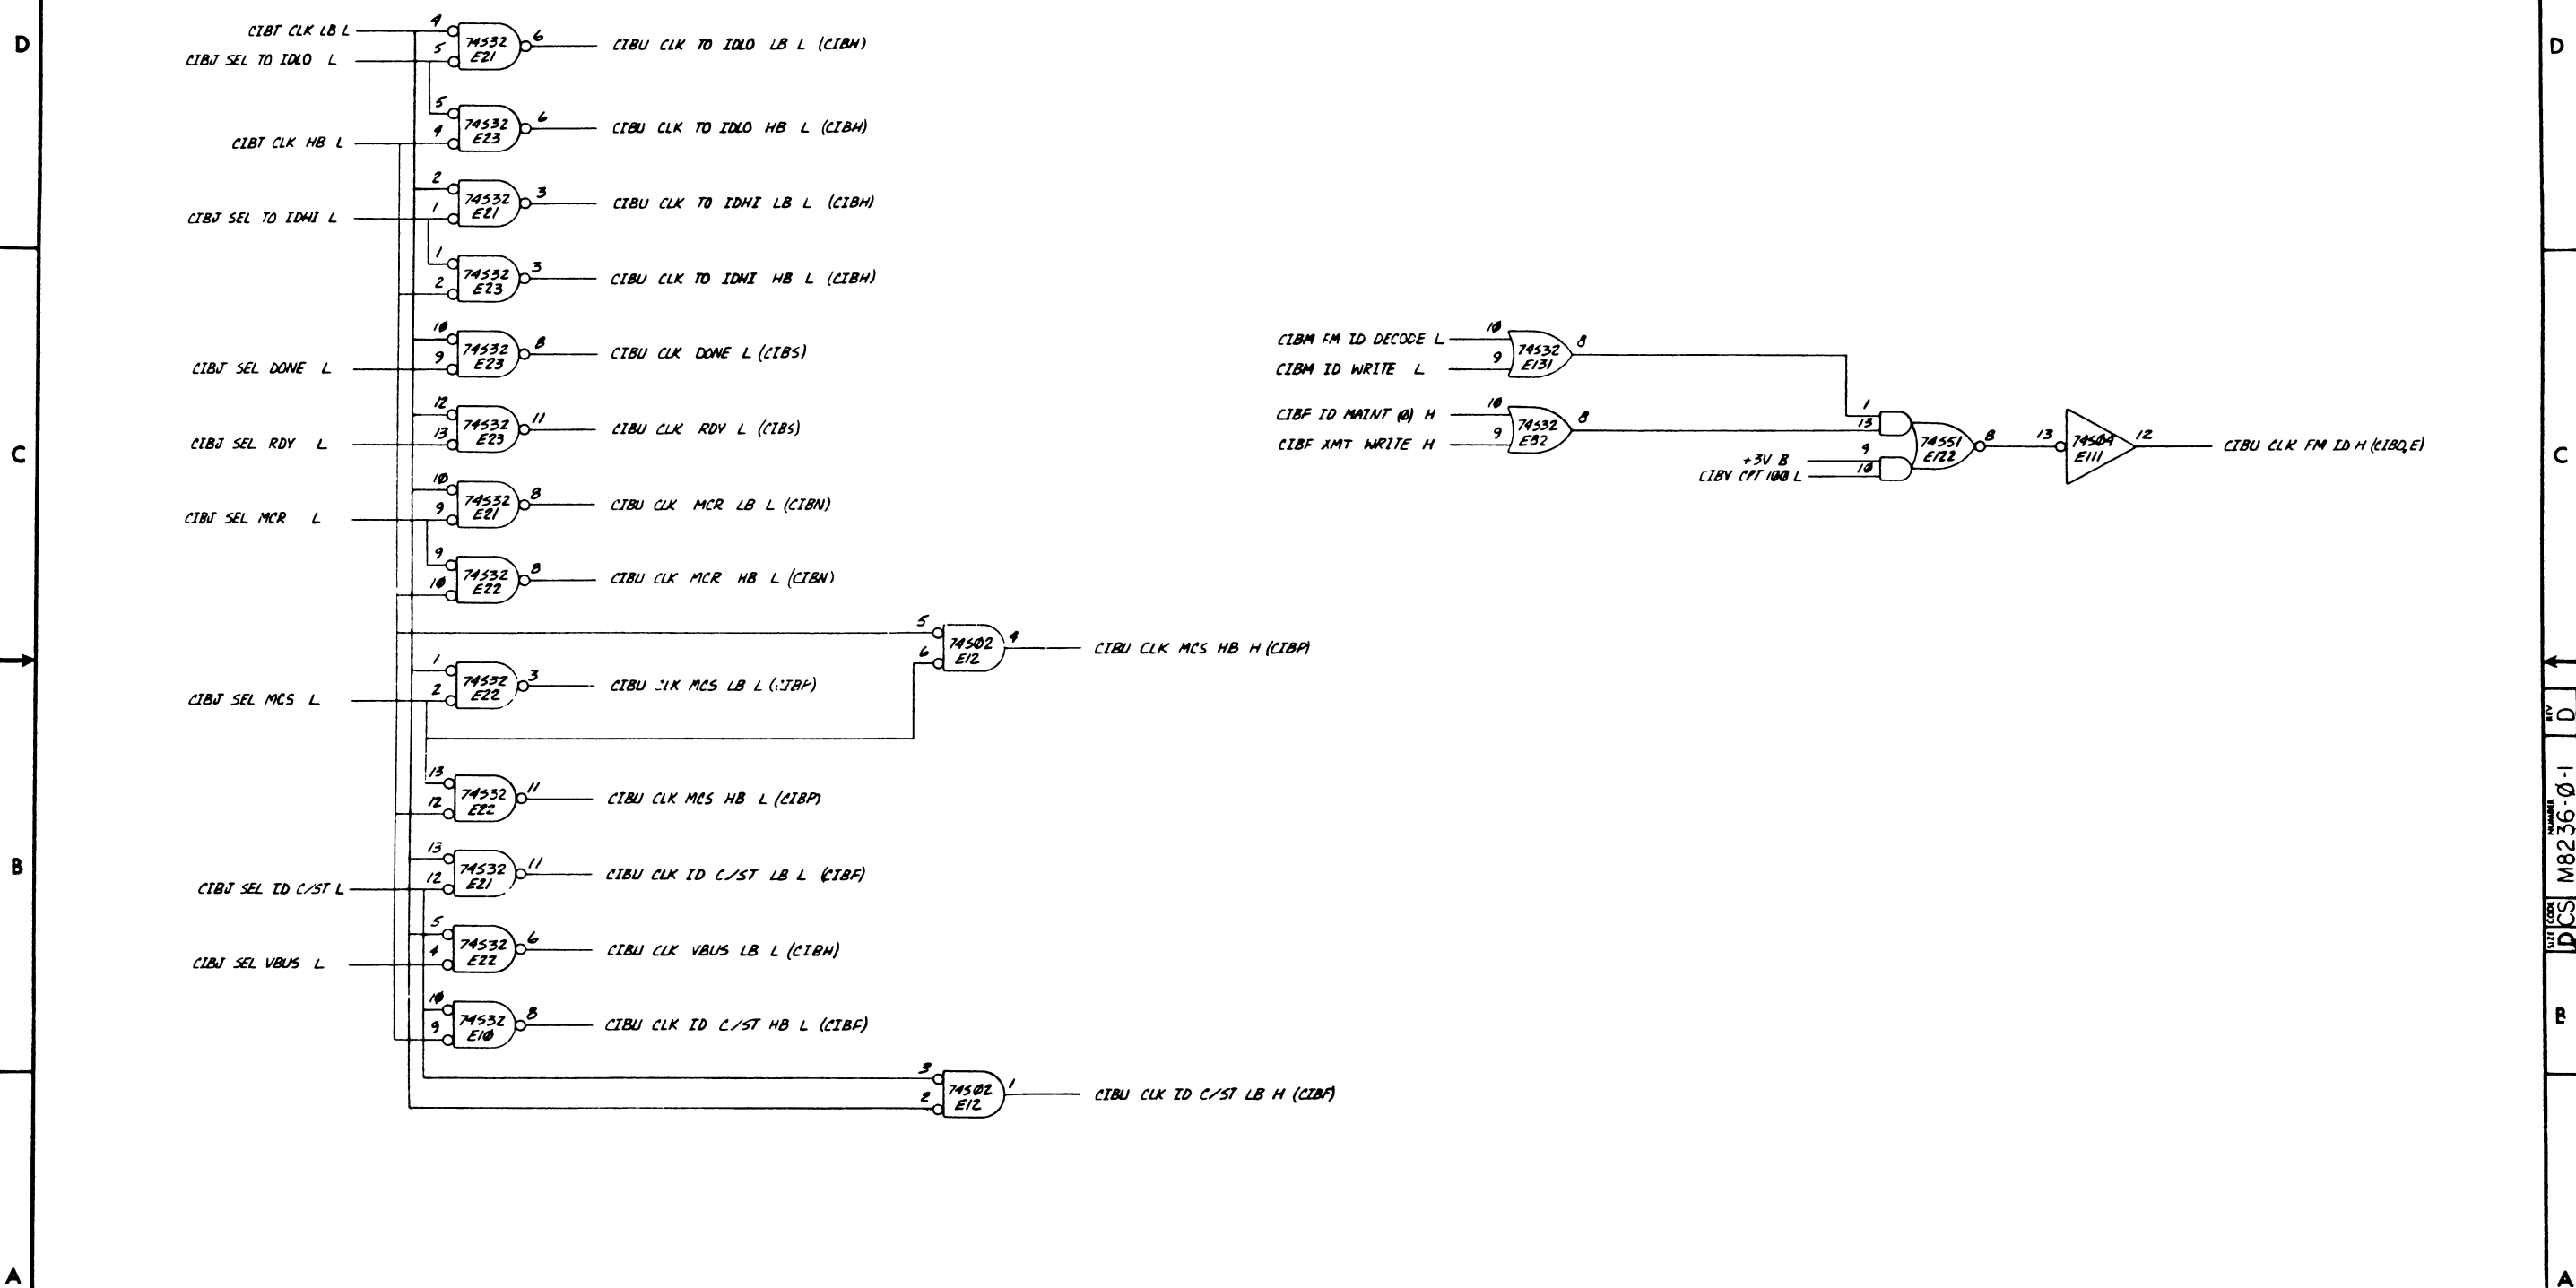 D
D
CIBT CLK LB L
4
74S32
E21
6
CIBU CLK TO IDLO LB L (CIBH)
CIBJ SEL TO IDLO L
5
5
74S32
E23
6
CIBU CLK TO IDLO HB L (CIBH)
CIBT CLK HB L
4
2
74S32
E21
3
CIBU CLK TO IDHI LB L (CIBH)
CIBJ SEL TO IDHI L
1
1
74S32
E23
3
CIBU CLK TO IDHI HB L (CIBH)
2
10
74S32
E23
8
CIBU CLK DONE L (CIBS)
CIBJ SEL DONE L
9
12
74S32
E23
11
CIBU CLK RDY L (CIBS)
CIBJ SEL RDY L
13
10
74S32
E21
8
CIBU CLK MCR LB L (CIBN)
CIBJ SEL MCR L
9
9
74S32
E22
8
CIBU CLK MCR HB L (CIBN)
10
5
74S02
E12
4
CIBU CLK MCS HB H (CIBP)
6
1
74S32
E22
3
CIBU CLK MCS LB L (CIBP)
CIBJ SEL MCS L
2
13
74S32
E22
11
CIBU CLK MCS HB L (CIBP)
12
13
74S32
E21
11
CIBU CLK ID C/ST LB L (CIBF)
CIBJ SEL ID C/ST L
12
5
74S32
E22
6
CIBU CLK VBUS LB L (CIBH)
CIBJ SEL VBUS L
4
10
74S32
E10
8
CIBU CLK ID C/ST HB L (CIBF)
9
3
74S02
E12
1
CIBU CLK ID C/ST LB H (CIBF)
2
CIBM FM ID DECODE L
10
74S32
E131
8
CIBM ID WRITE L
9
CIBF ID MAINT (0) H
10
74S32
E82
8
CIBF XMT WRITE H
9
1
13
74S51
E122
8
+3V B
9
CIBV CPT 100 L
10
13
74S04
E111
12
CIBU CLK FM ID H (CIBD,E)
C
C
B
B
A
A
REV
D
NUMBER
M8236-Ø-1
CODE
CS
SIZE
D